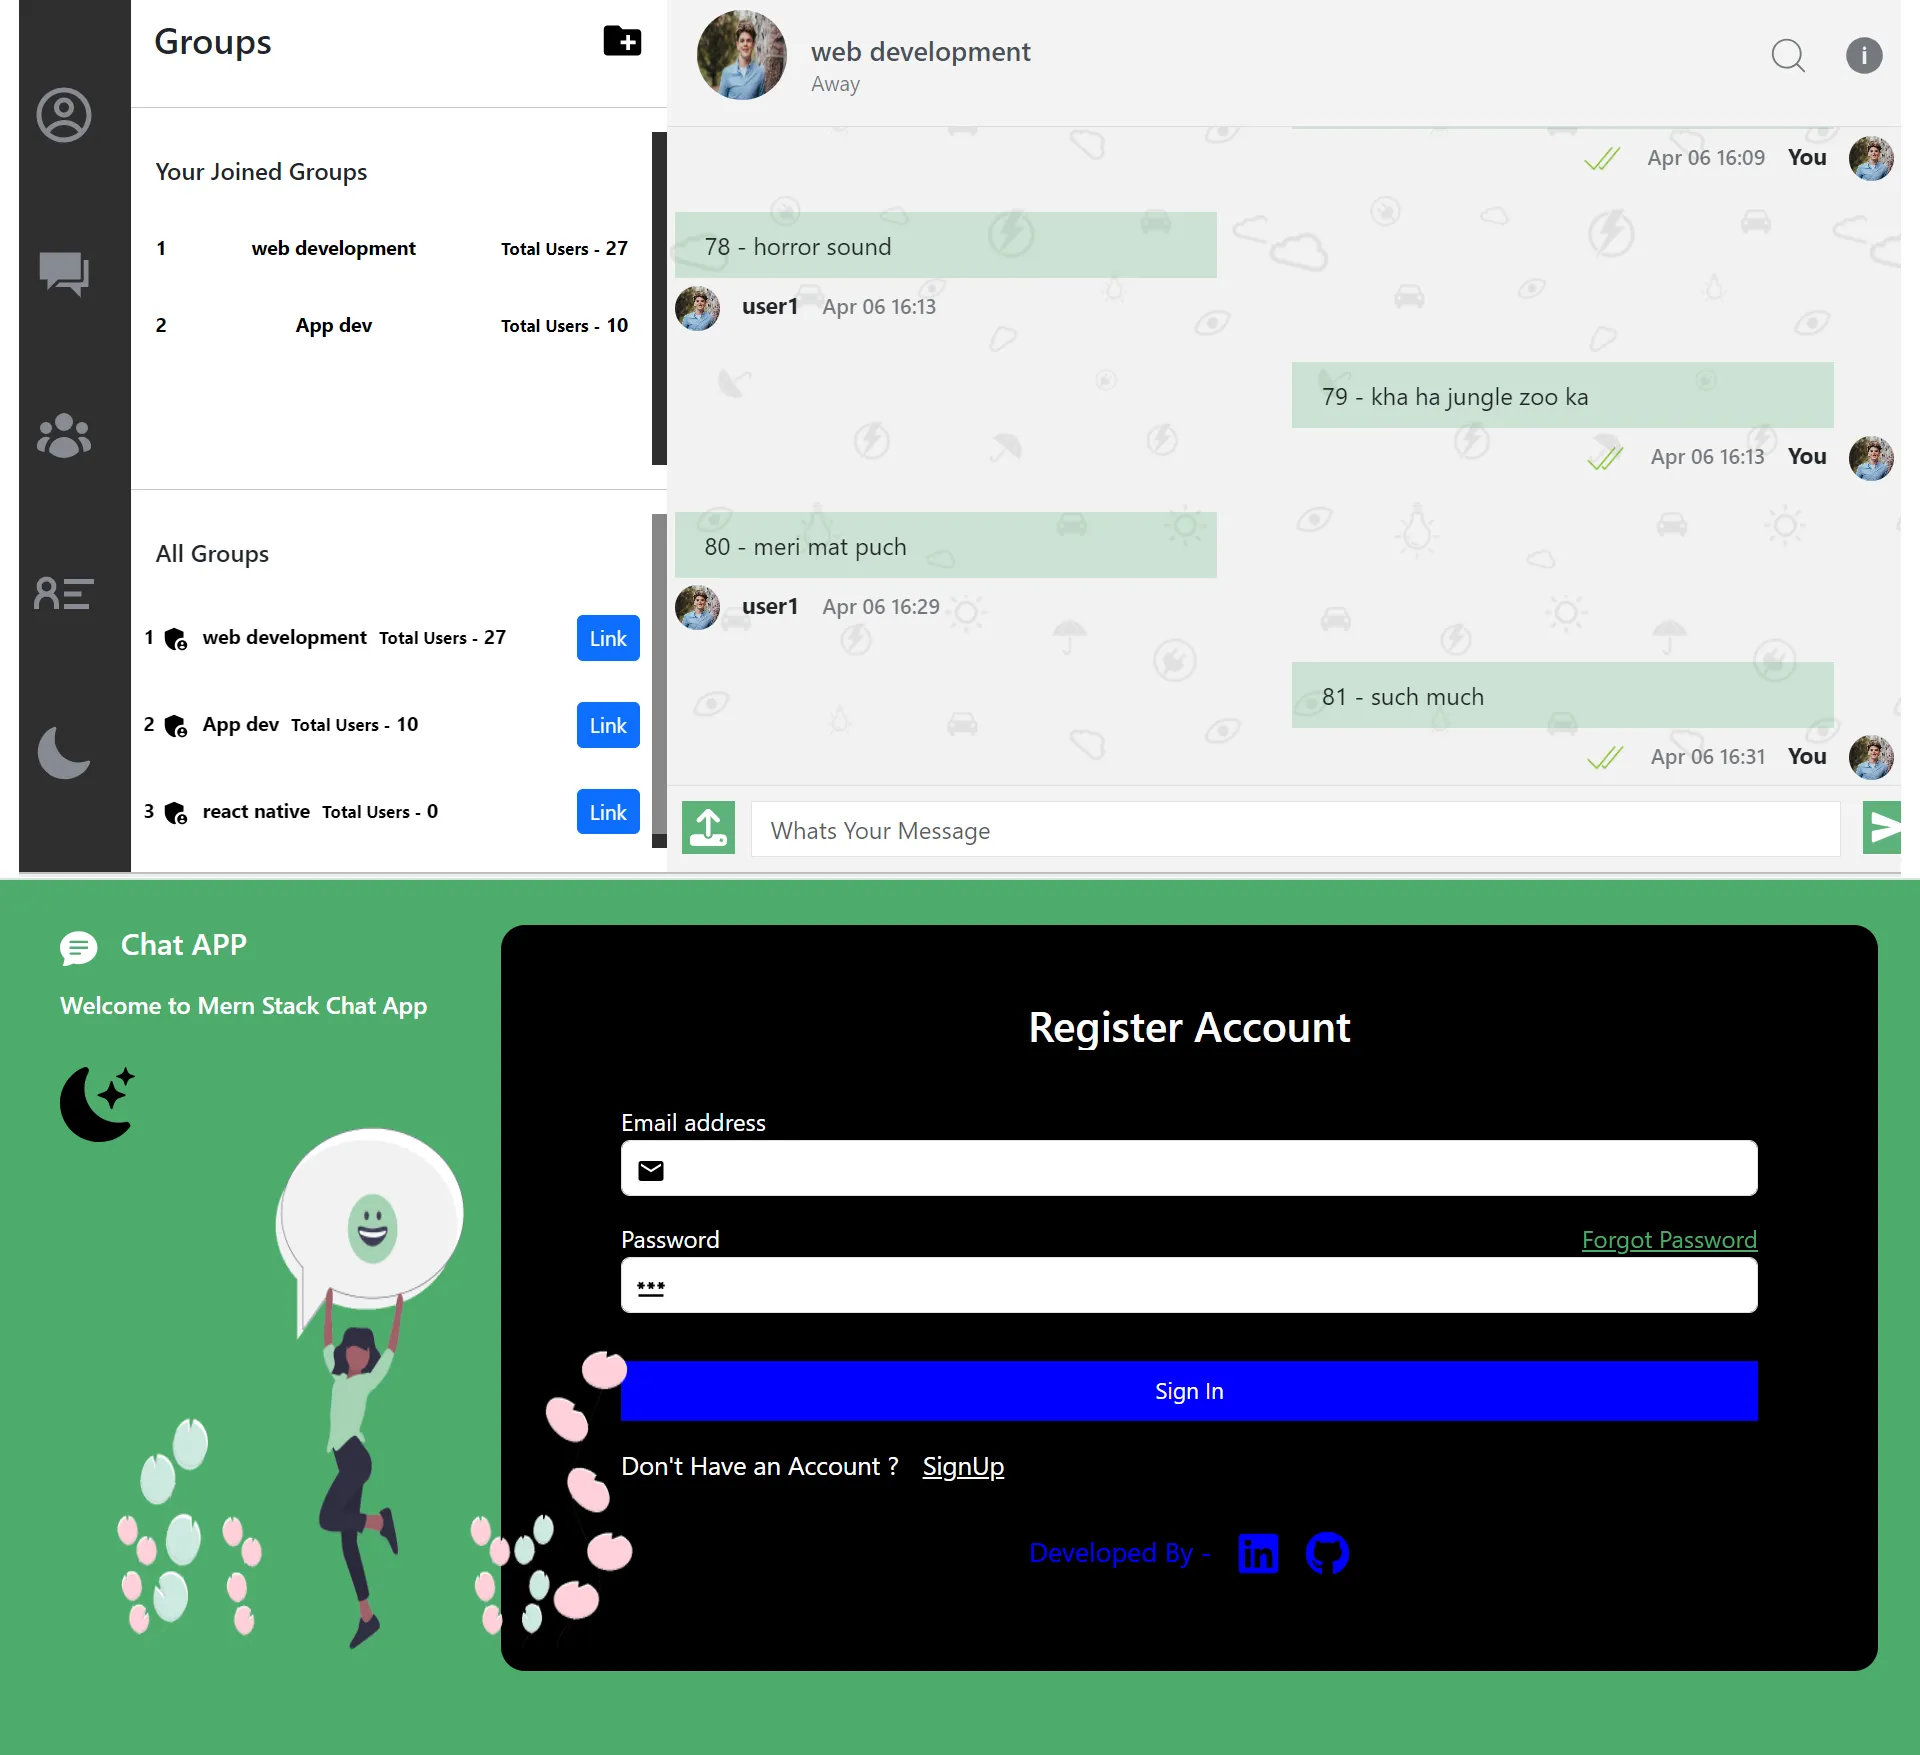 Groups
Your Joined Groups
1 web development Total Users - 27
2 App dev Total Users - 10
All Groups
1 web development Total Users - 27 Link
2 App dev Total Users - 10 Link
3 react native Total Users - 0 Link
web development
Away
Apr 06 16:09 You
78 - horror sound
user1 Apr 06 16:13
79 - kha ha jungle zoo ka
Apr 06 16:13 You
80 - meri mat puch
user1 Apr 06 16:29
81 - such much
Apr 06 16:31 You
Whats Your Message
Chat APP
Welcome to Mern Stack Chat App
Register Account
Email address
Password Forgot Password
Sign In
Don't Have an Account ? SignUp
Developed By -